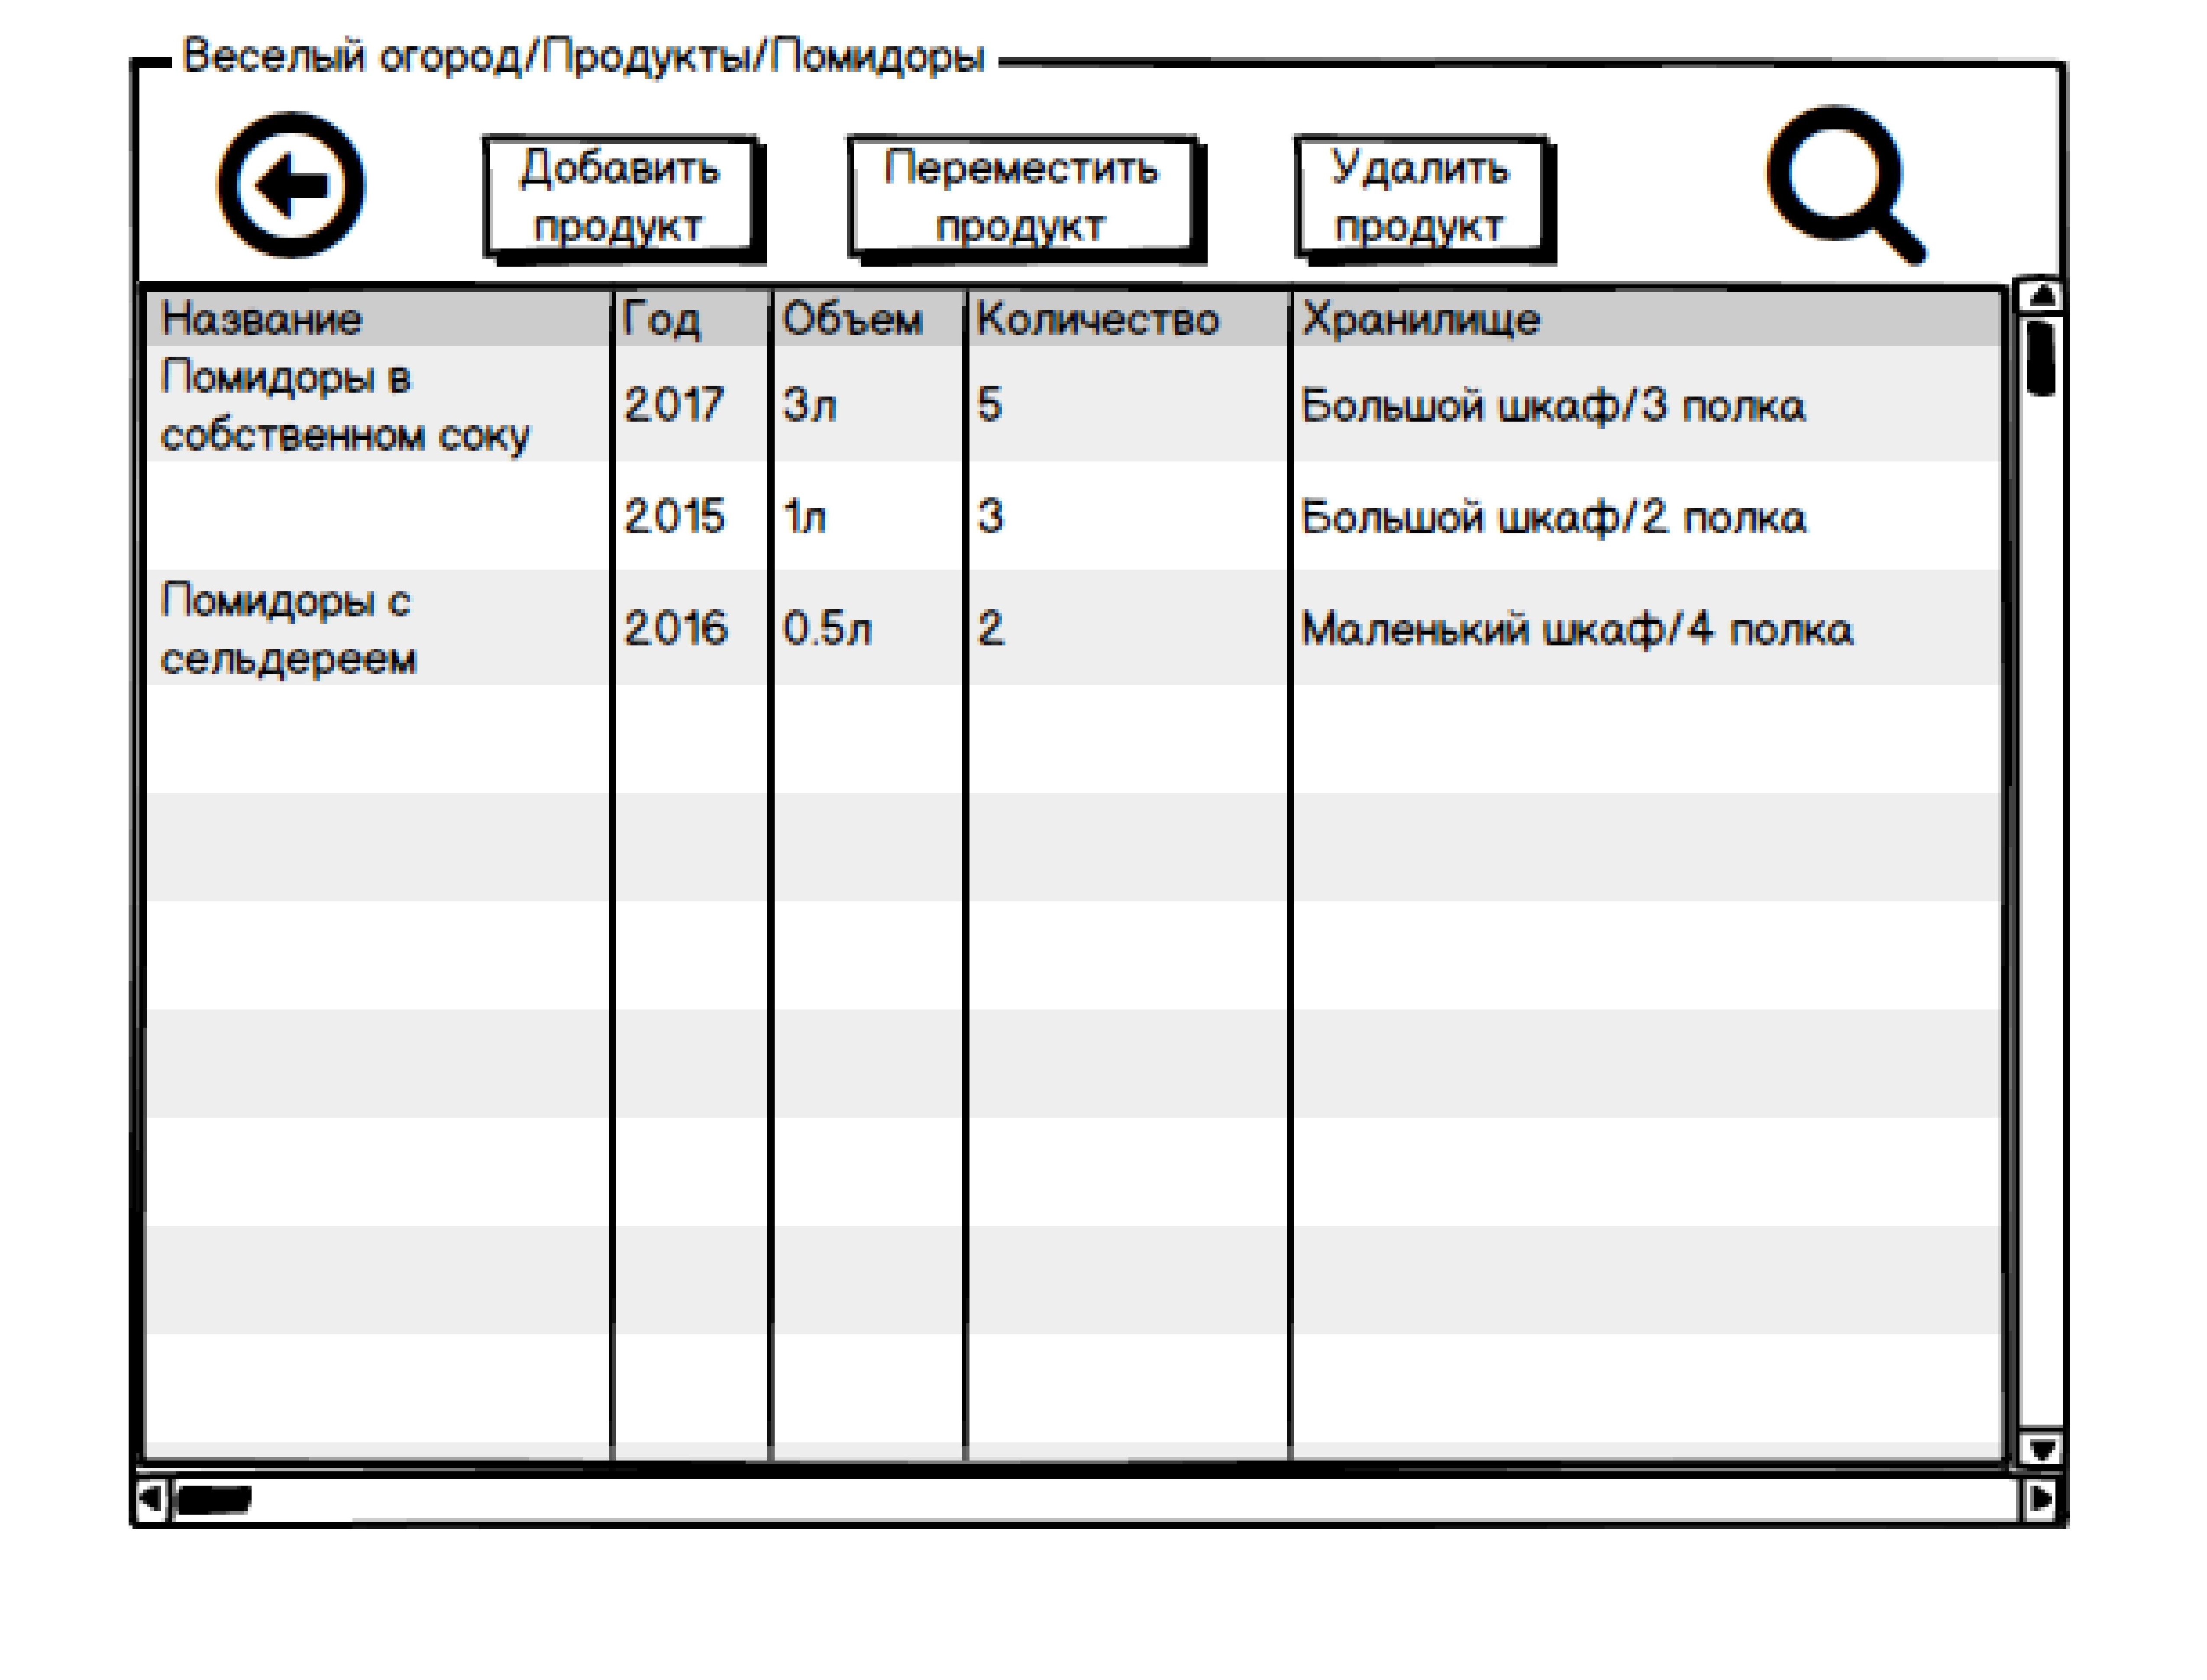 Веселый огород/Продукты/Помидоры
Добавить
продукт
Переместить
продукт
Удалить
продукт
Название Год Объем Количество Хранилище
Помидоры в
собственном соку 2017 3л 5 Большой шкаф/3 полка
2015 1л 3 Большой шкаф/2 полка
Помидоры с
сельдереем 2016 0.5л 2 Маленький шкаф/4 полка